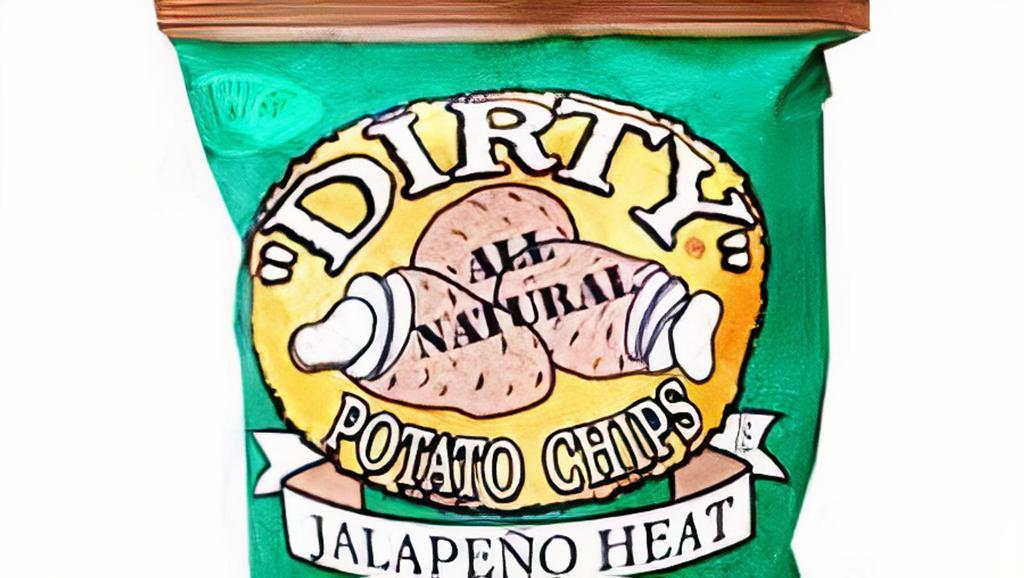 "DIRTY"
ALL
NATURAL
POTATO CHIPS
JALAPEÑO HEAT